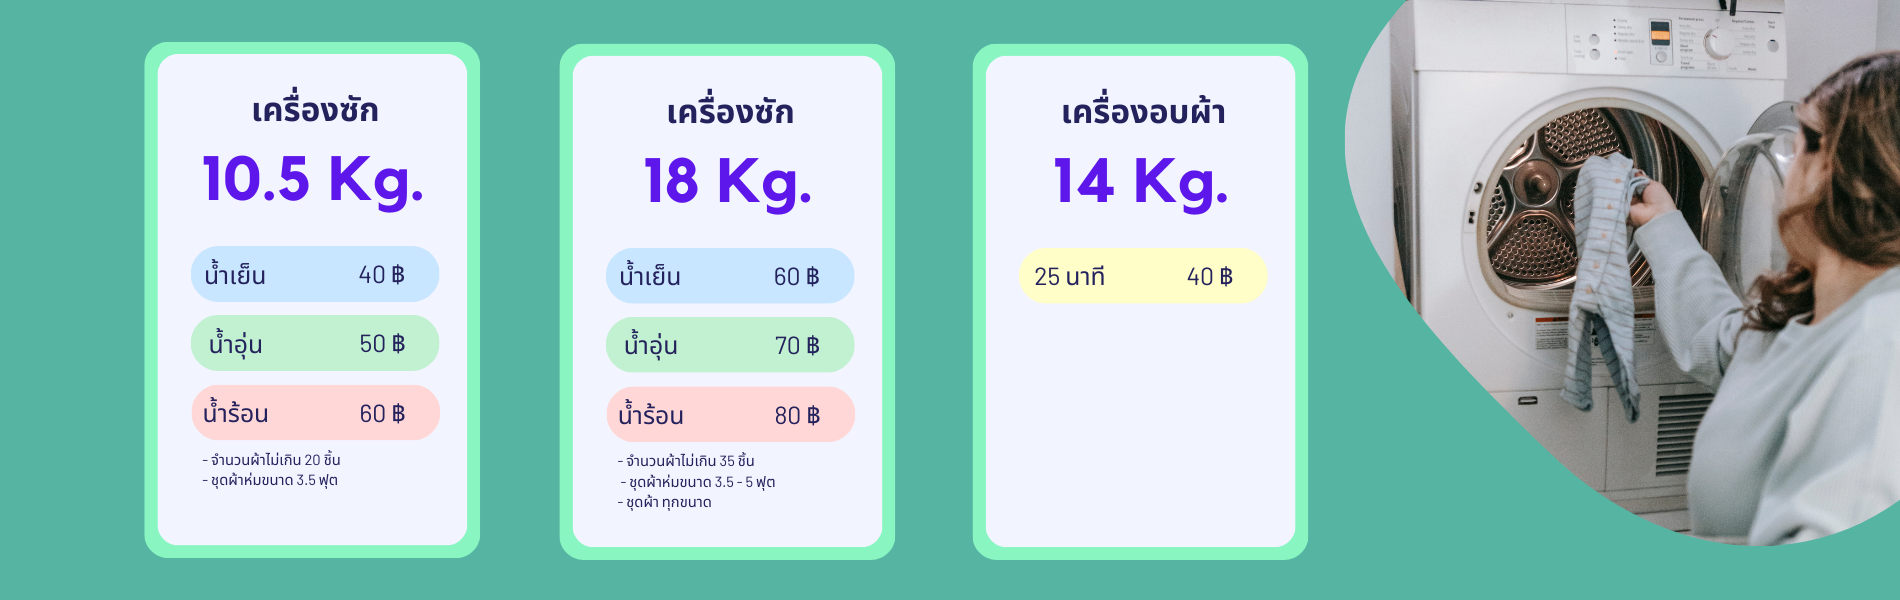 เครื่องซัก
10.5 Kg.
น้ำเย็น 40 ฿
น้ำอุ่น 50 ฿
น้ำร้อน 60 ฿
- จำนวนผ้าไม่เกิน 20 ชิ้น
- ชุดผ้าห่มขนาด 3.5 ฟุต
เครื่องซัก
18 Kg.
น้ำเย็น 60 ฿
น้ำอุ่น 70 ฿
น้ำร้อน 80 ฿
- จำนวนผ้าไม่เกิน 35 ชิ้น
- ชุดผ้าห่มขนาด 3.5 - 5 ฟุต
- ชุดผ้า ทุกขนาด
เครื่องอบผ้า
14 Kg.
25 นาที 40 ฿